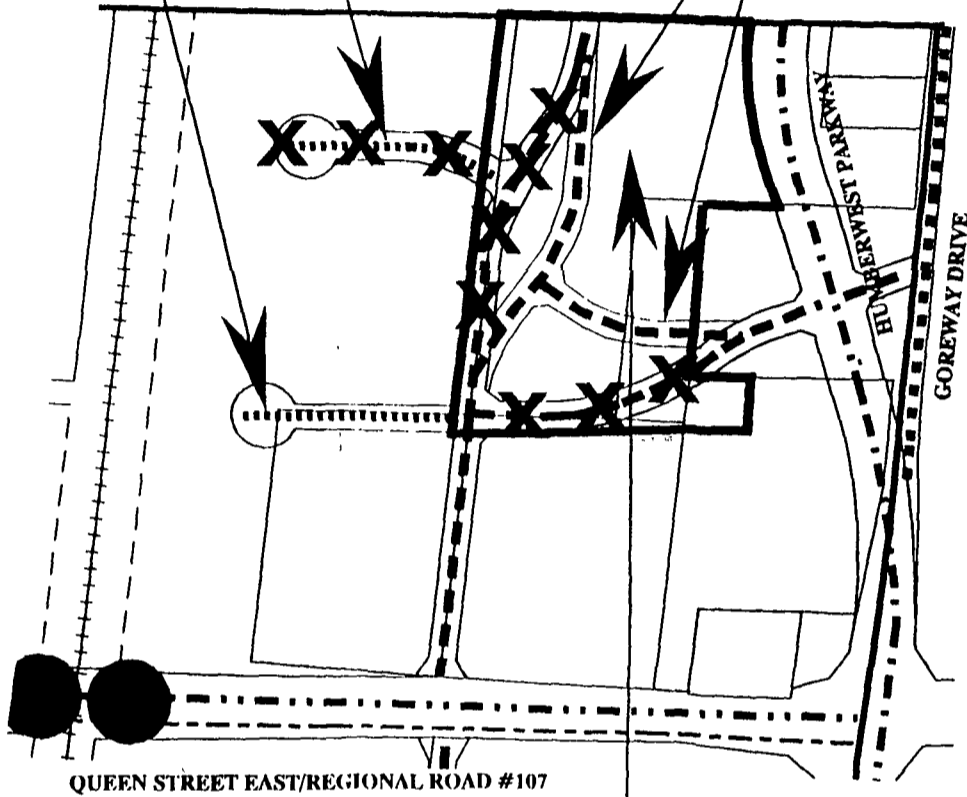 HUMBERWEST PARKWAY
GOREWAY DRIVE
QUEEN STREET EAST/REGIONAL ROAD #107